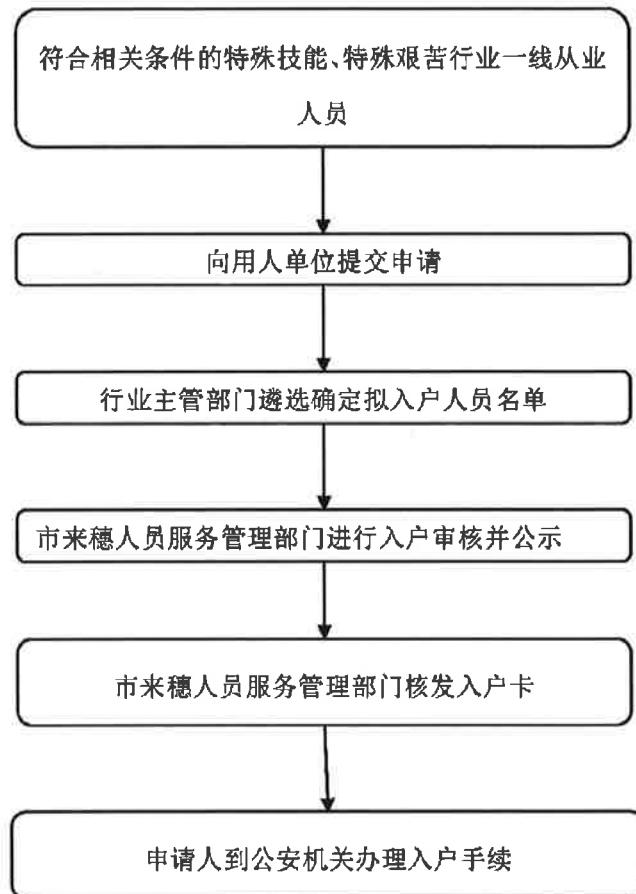 符合相关条件的特殊技能、特殊艰苦行业一线从业
人员
向用人单位提交申请
行业主管部门遴选确定拟入户人员名单
市来穗人员服务管理部门进行入户审核并公示
市来穗人员服务管理部门核发入户卡
申请人到公安机关办理入户手续